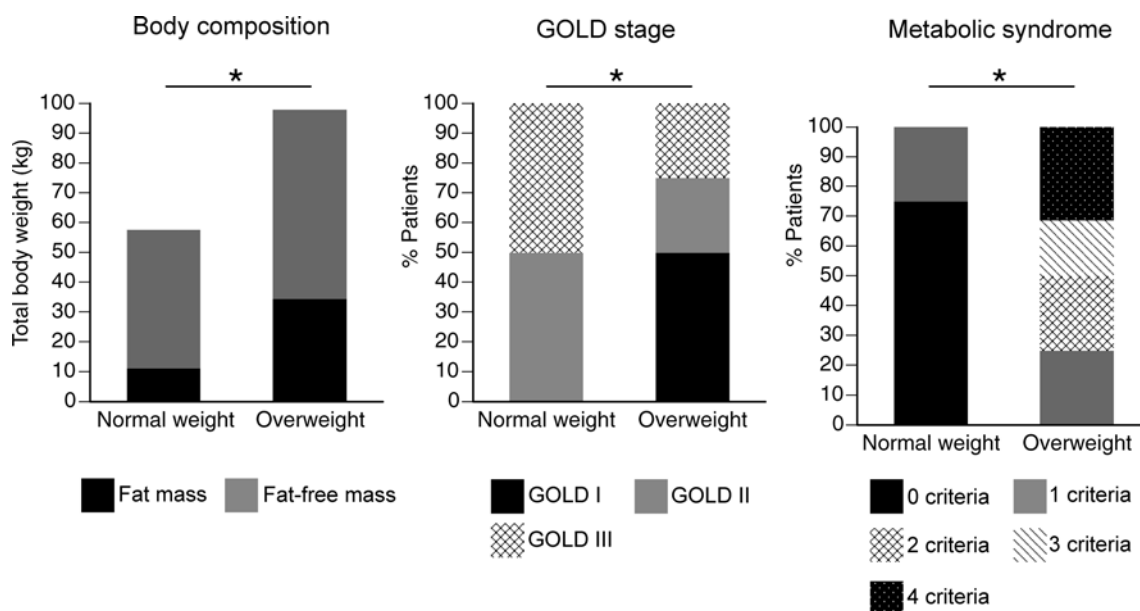 Body composition
*
Total body weight (kg)
100
90
80
70
60
50
40
30
20
10
0
Normal weight Overweight
Fat mass Fat-free mass
GOLD stage
*
% Patients
100
90
80
70
60
50
40
30
20
10
0
Normal weight Overweight
GOLD I GOLD II
GOLD III
Metabolic syndrome
*
% Patients
100
90
80
70
60
50
40
30
20
10
0
Normal weight Overweight
0 criteria 1 criteria
2 criteria 3 criteria
4 criteria